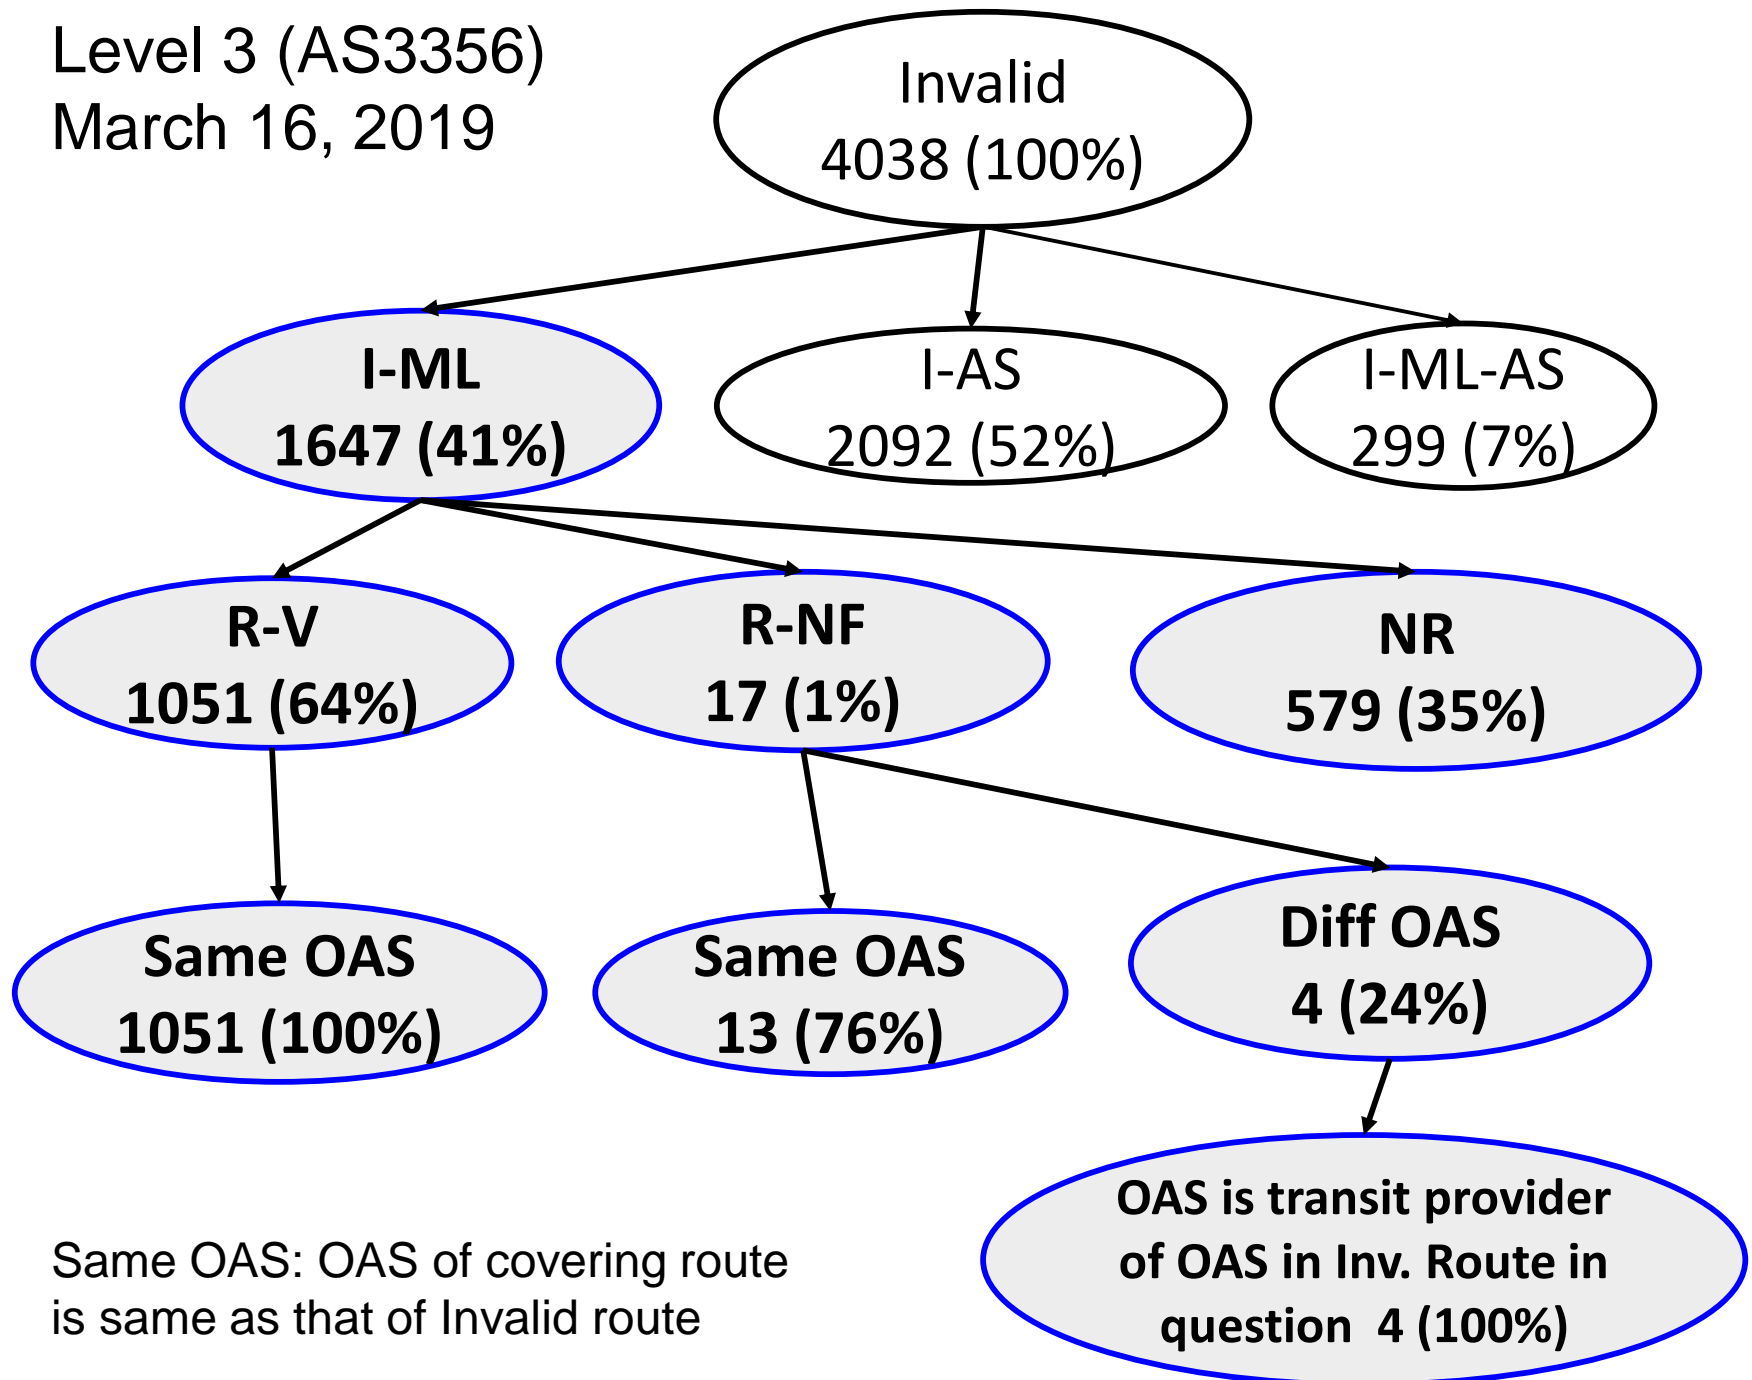 Level 3 (AS3356)
March 16, 2019
Invalid
4038 (100%)
I-ML
1647 (41%)
I-AS
2092 (52%)
I-ML-AS
299 (7%)
R-V
1051 (64%)
R-NF
17 (1%)
NR
579 (35%)
Same OAS
1051 (100%)
Same OAS
13 (76%)
Diff OAS
4 (24%)
OAS is transit provider
of OAS in Inv. Route in
question 4 (100%)
Same OAS: OAS of covering route
is same as that of Invalid route